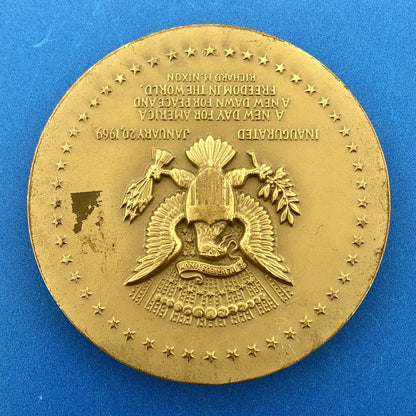 INAUGURATED JANUARY 20, 1969
A NEW DAY FOR AMERICA
A NEW DAWN FOR PEACE AND
FREEDOM IN THE WORLD.
RICHARD M. NIXON